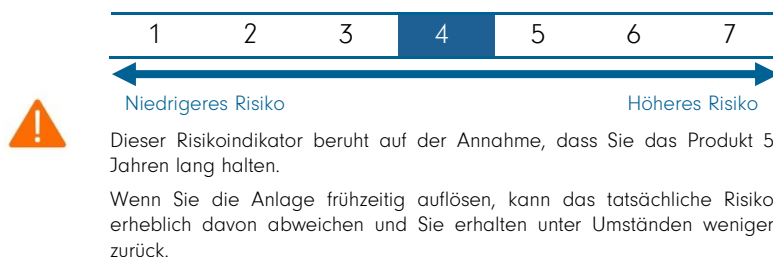 1 2 3 4 5 6 7
Niedrigeres Risiko Höheres Risiko
Dieser Risikoindikator beruht auf der Annahme, dass Sie das Produkt 5
Jahren lang halten.
Wenn Sie die Anlage frühzeitig auflösen, kann das tatsächliche Risiko
erheblich davon abweichen und Sie erhalten unter Umständen weniger
zurück.